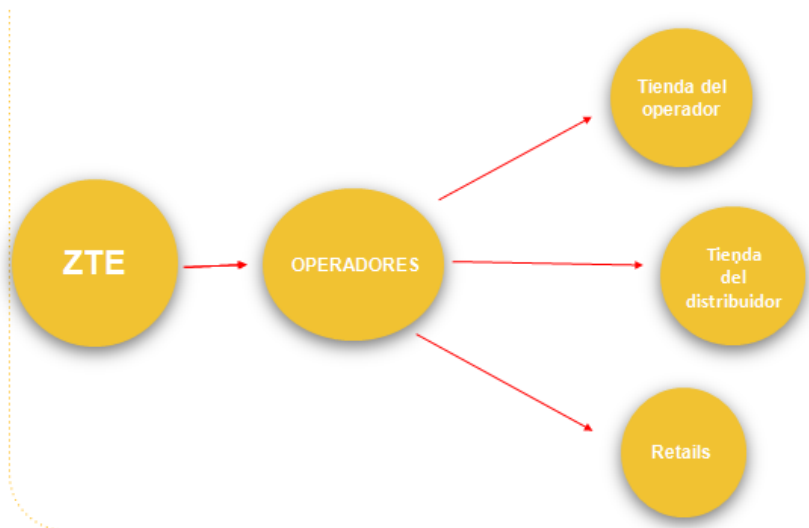 ZTE
OPERADORES
Tienda del
operador
Tienda
del
distribuidor
Retails